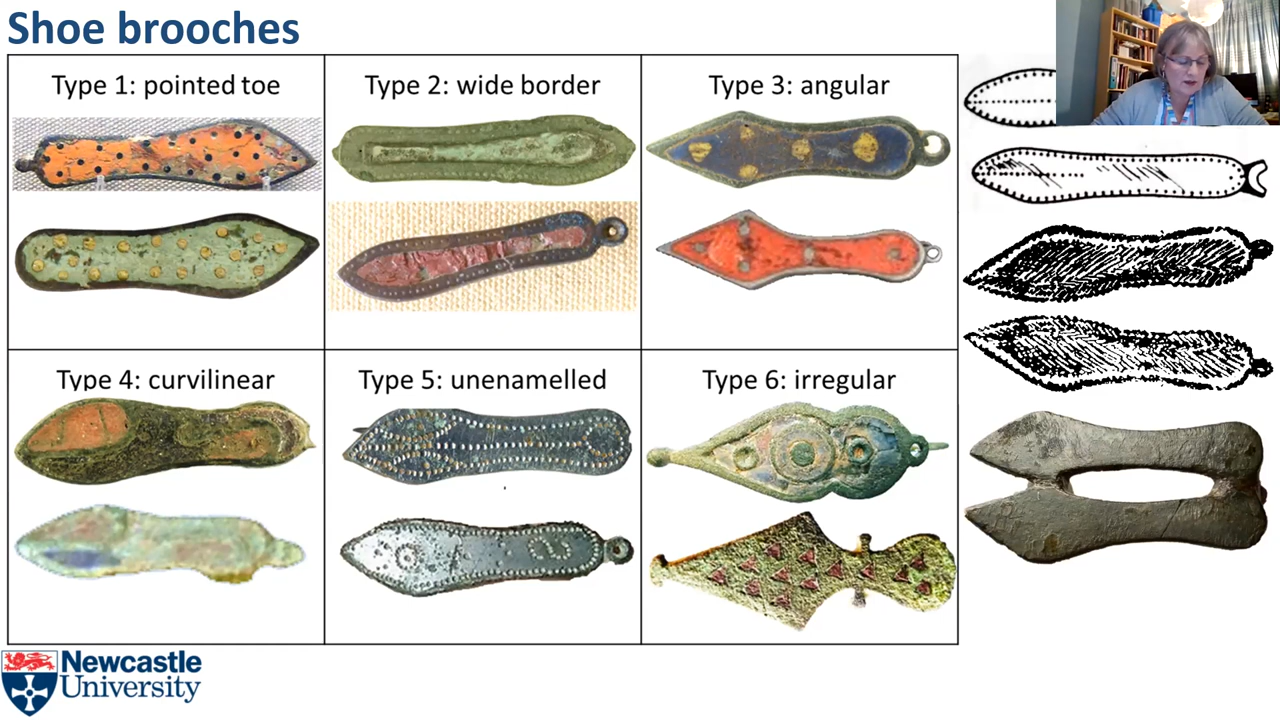 Shoe brooches
Type 1: pointed toe
Type 2: wide border
Type 3: angular
Type 4: curvilinear
Type 5: unenamelled
Type 6: irregular
Newcastle
University